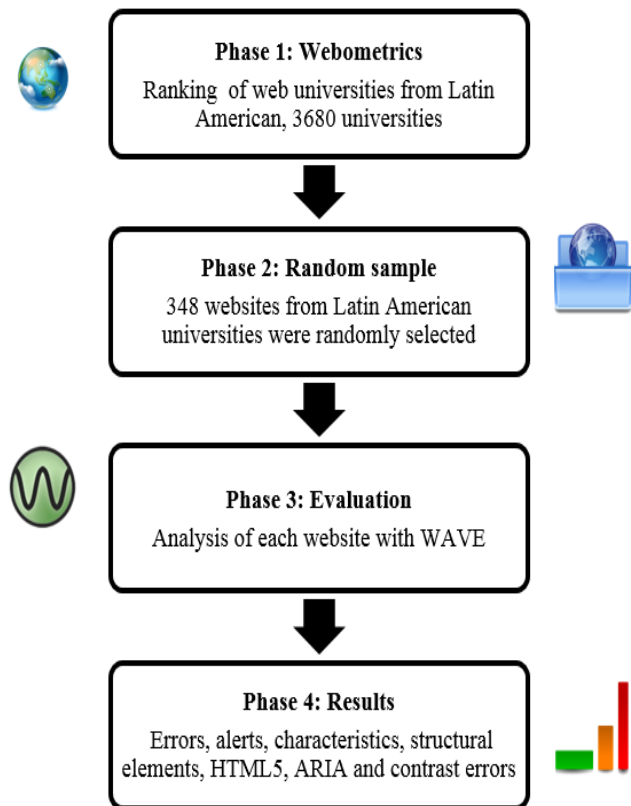 Phase 1: Webometrics
Ranking of web universities from Latin
American, 3680 universities
Phase 2: Random sample
348 websites from Latin American
universities were randomly selected
W
Phase 3: Evaluation
Analysis of each website with WAVE
Phase 4: Results
Errors, alerts, characteristics, structural
elements, HTML5, ARIA and contrast errors